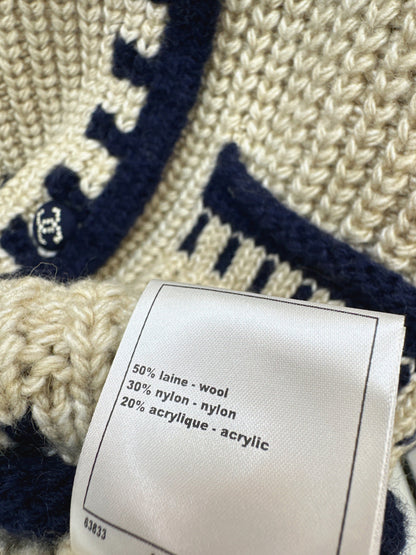 50% laine - wool
30% nylon - nylon
20% acrylique - acrylic
63833